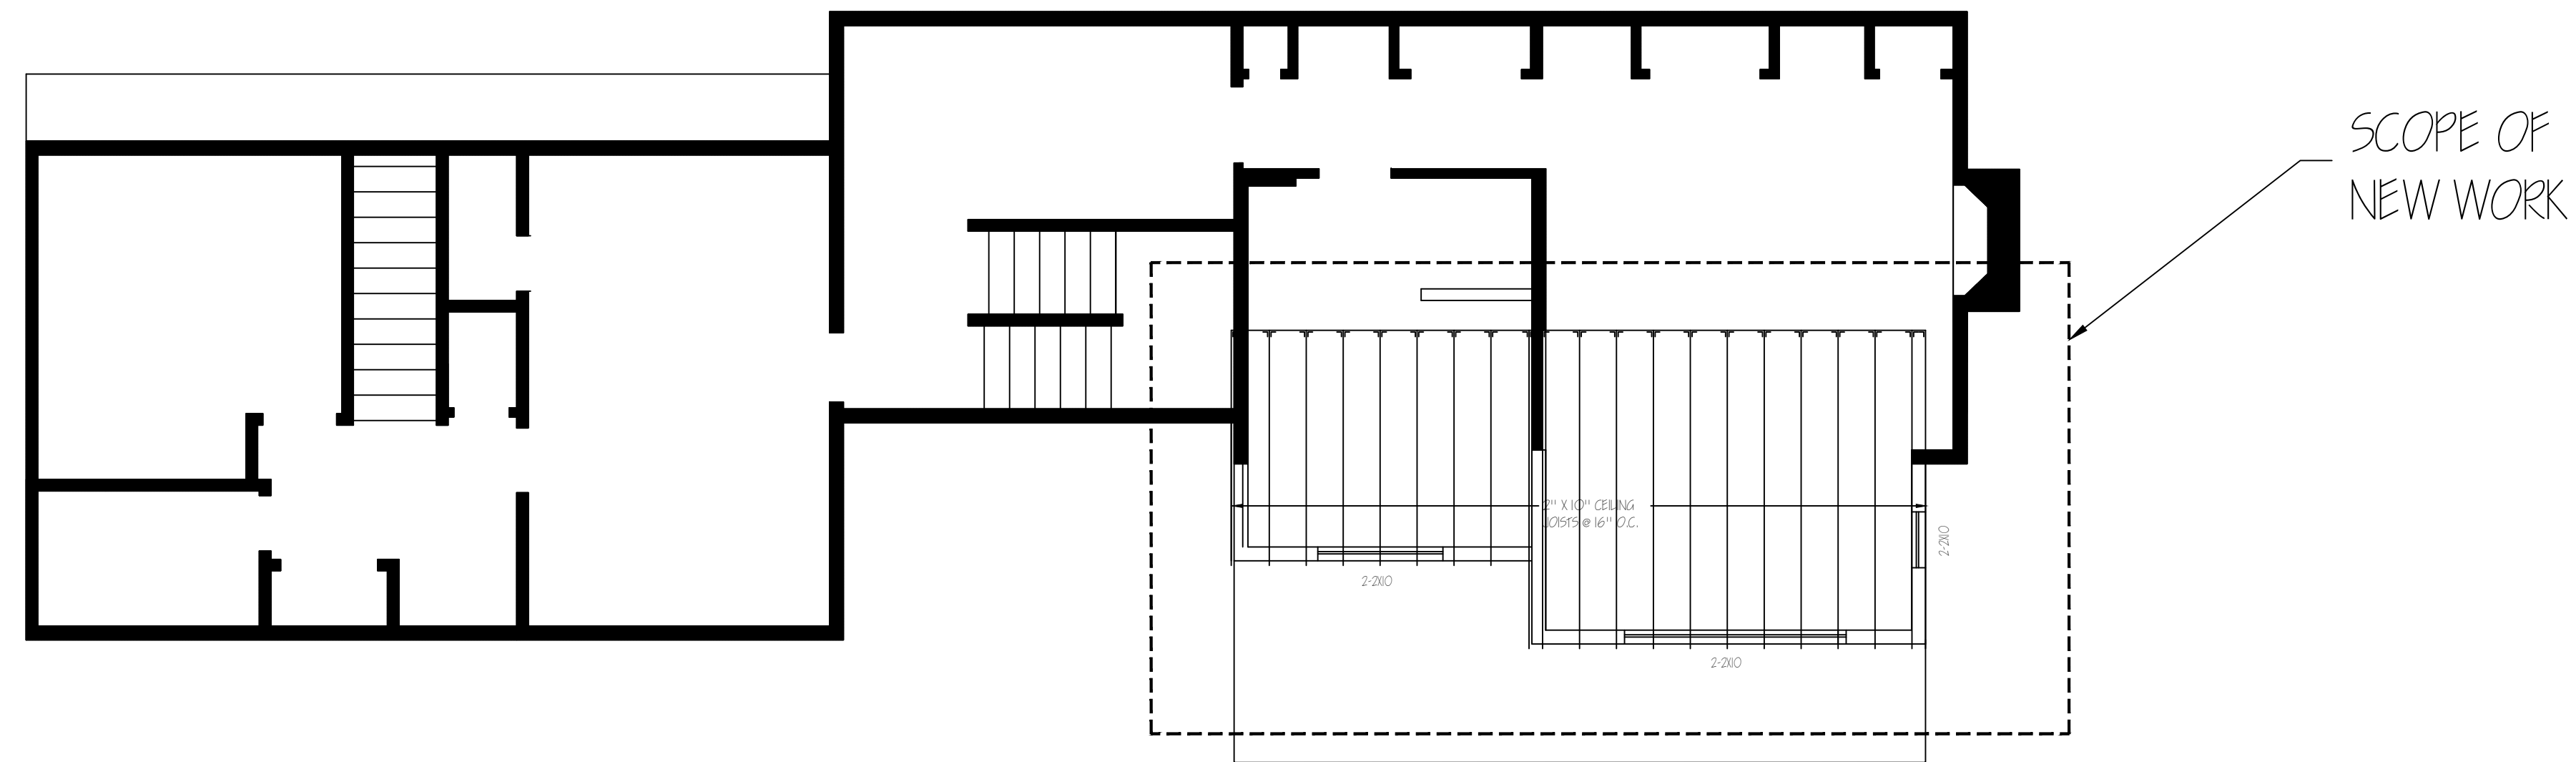 SCOPE OF
NEW WORK
2" X 10" CEILING
JOISTS @ 16" O.C.
2-2X10
2-2X10
2-2X10